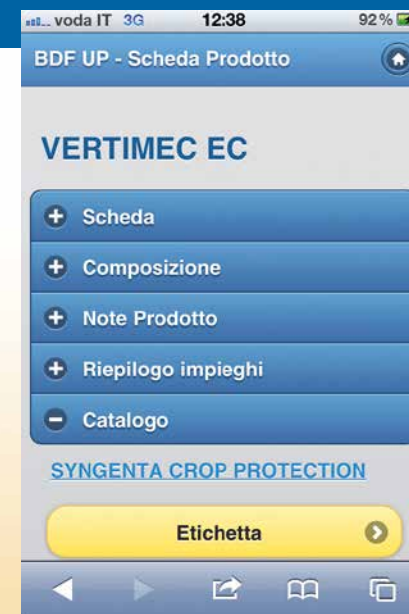 voda IT 3G 12:38 92%
BDF UP - Scheda Prodotto
VERTIMEC EC
Scheda
Composizione
Note Prodotto
Riepilogo impieghi
Catalogo
SYNGENTA CROP PROTECTION
Etichetta